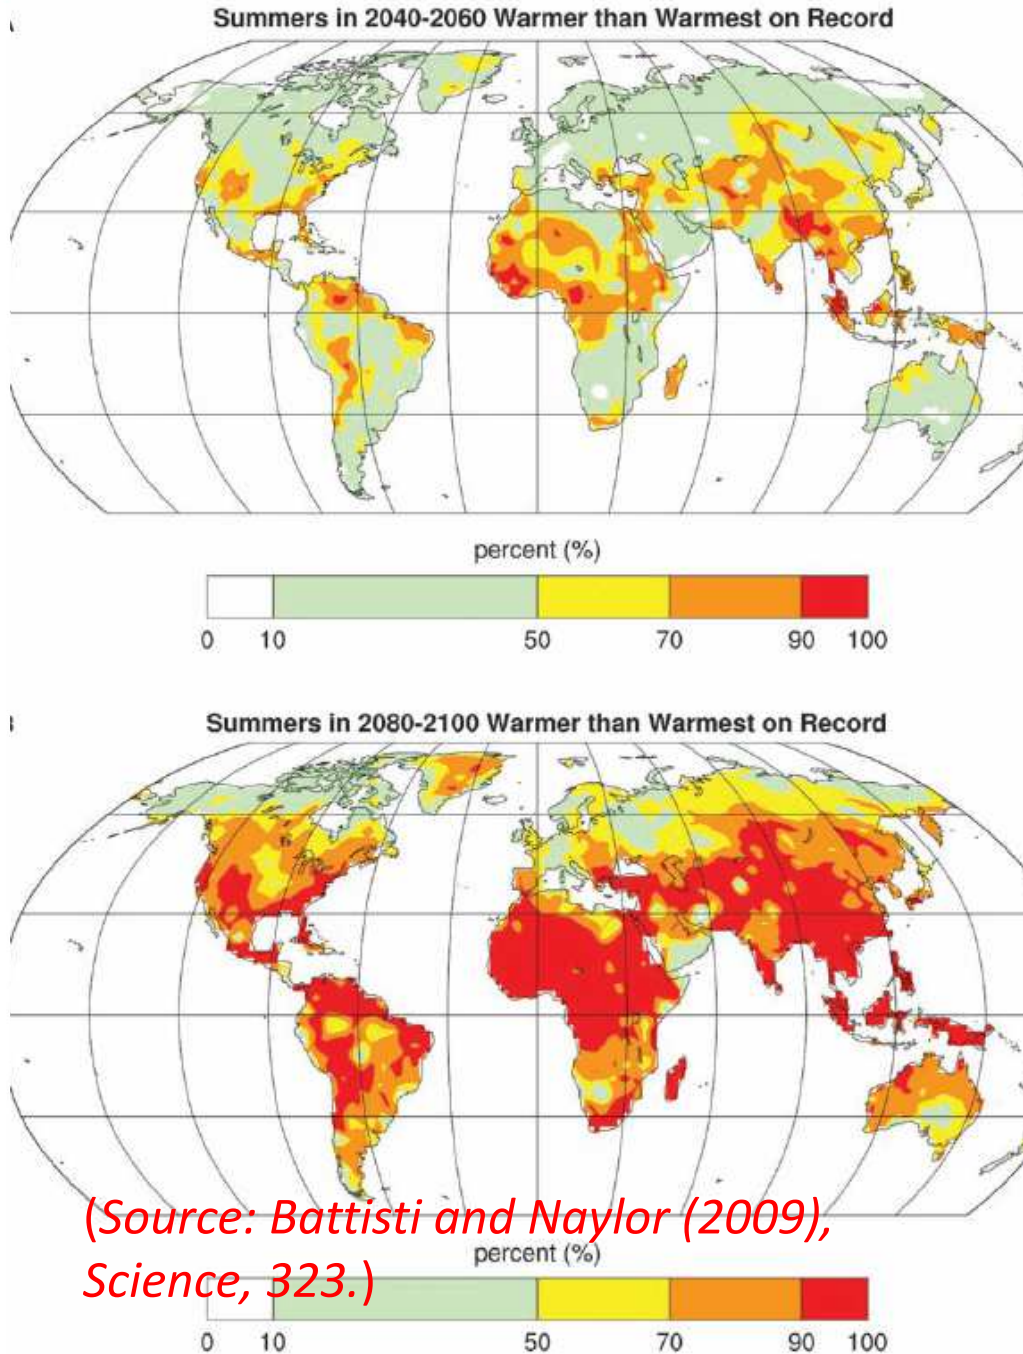 Summers in 2040-2060 Warmer than Warmest on Record
percent (%)
0 10 50 70 90 100
Summers in 2080-2100 Warmer than Warmest on Record
(Source: Battisti and Naylor (2009),
Science, 323.)
percent (%)
0 10 50 70 90 100